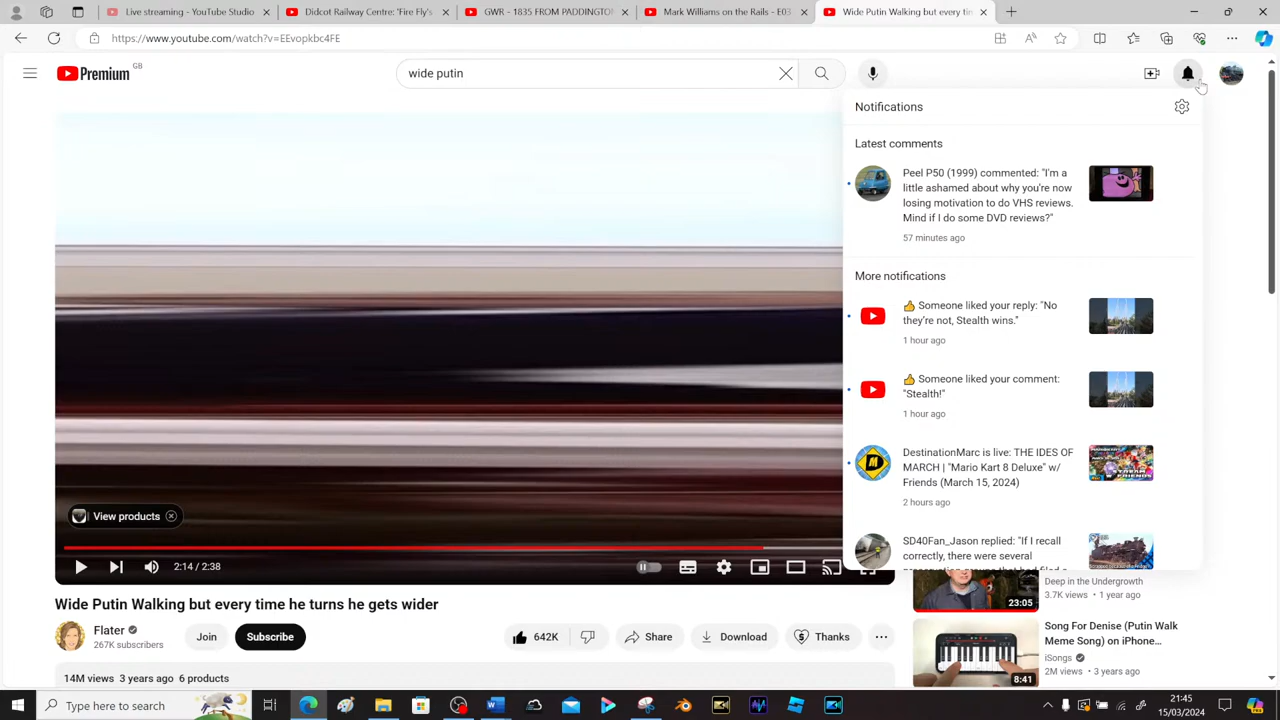 (8) YouTube
Didcot Railway Centre: 'Fire Fly's
GWR - 1835 FROM PADDINGTON
Mark Williams on the Rails - E03
Wide Putin
https://www.youtube.com/watch?v=EEvopkbc4FE
Premium GB
wide putin
Notifications
Latest comments
Peel P50 (1999) commented: "I'm a
little ashamed about why you're now
losing motivation to do VHS reviews.
Mind if I do some DVD reviews?"
57 minutes ago
More notifications
👍 Someone liked your reply: "No
they're not, Stealth wins."
1 hour ago
👍 Someone liked your comment:
"Stealth!"
1 hour ago
DestinationMarc is live: THE IDES OF
MARCH | "Mario Kart 8 Deluxe" w/
Friends (March 15, 2024)
2 hours ago
SD40Fan_Jason replied: "If I recall
correctly, there were several
View products
2:14 / 2:38
Wide Putin Walking but every time he turns he gets wider
Flater
267K subscribers
Join
Subscribe
642K
Share
Download
Thanks
14M views 3 years ago 6 products
23:05
Deep in the Undergrowth
3.7K views • 1 year ago
8:41
Song For Denise (Putin Walk
Meme Song) on iPhone...
iSongs
2M views • 3 years ago
Type here to search
21:45
15/03/2024